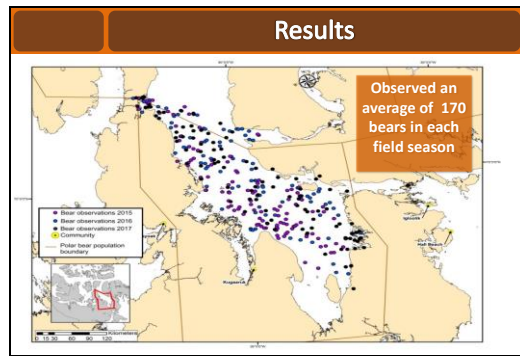 Results
Observed an
average of 170
bears in each
field season
Bear observations 2015
Bear observations 2016
Bear observations 2017
Community
Polar bear population
boundary
Igloolik
Hall Beach
Kugaaruk
0 15 30 60 90 120
Kilometers